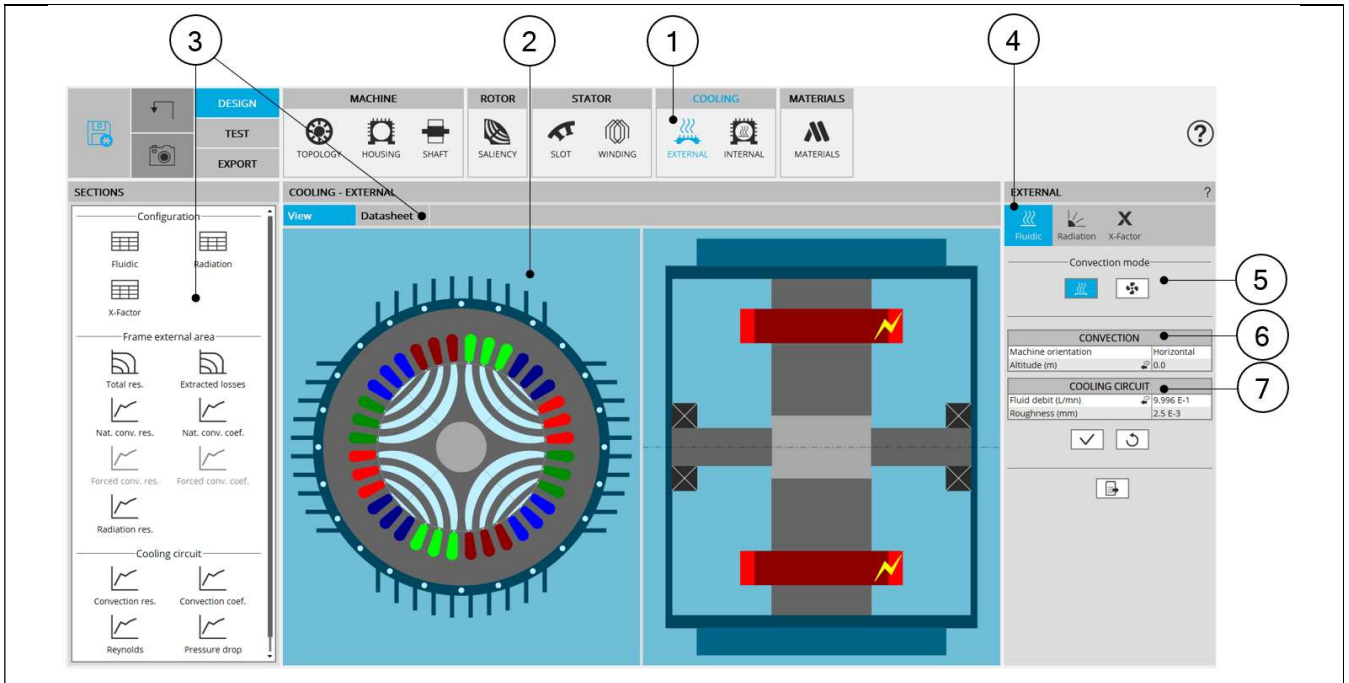 3
2
1
4
DESIGN
TEST
EXPORT
MACHINE
TOPOLOGY
HOUSING
SHAFT
ROTOR
SALIENCY
STATOR
SLOT
WINDING
COOLING
EXTERNAL
INTERNAL
MATERIALS
MATERIALS
?
SECTIONS
Configuration
Fluidic
Radiation
X-Factor
Frame external area
Total res.
Extracted losses
Nat. conv. res.
Nat. conv. coef.
Forced conv. res.
Forced conv. coef.
Radiation res.
Cooling circuit
Convection res.
Convection coef.
Reynolds
Pressure drop
COOLING - EXTERNAL
View
Datasheet
EXTERNAL
?
Fluidic
Radiation
X
X-Factor
Convection mode
5
CONVECTION
6
Machine orientation
Horizontal
Altitude (m)
0.0
COOLING CIRCUIT
7
Fluid debit (L/mn)
9.996 E-1
Roughness (mm)
2.5 E-3